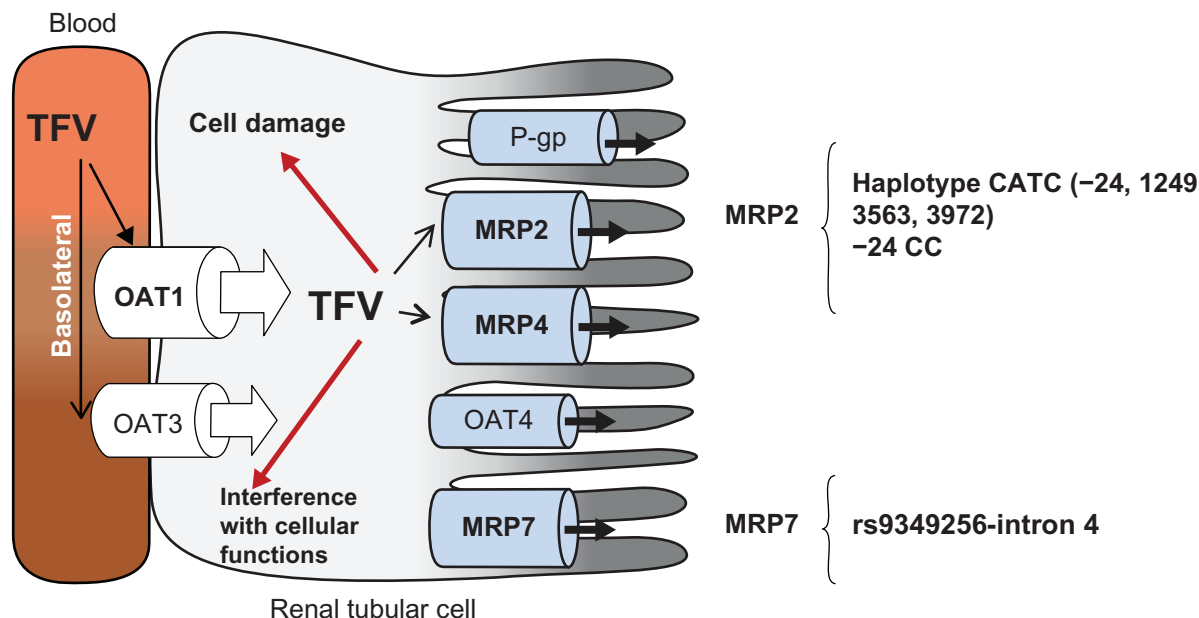 Blood
TFV
Basolateral
OAT1
OAT3
Cell damage
TFV
Interference
with cellular
functions
P-gp
MRP2
MRP4
OAT4
MRP7
Renal tubular cell
MRP2
Haplotype CATC (−24, 1249
3563, 3972)
−24 CC
MRP7
rs9349256-intron 4